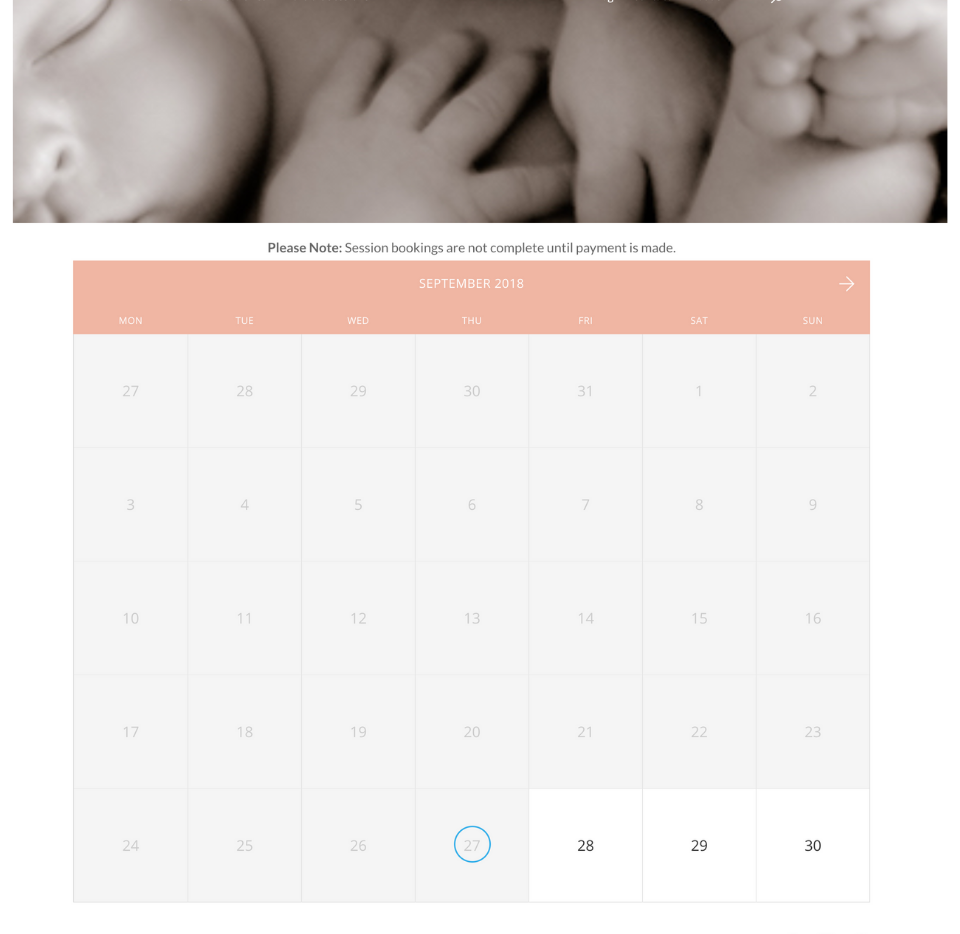 Please Note: Session bookings are not complete until payment is made.
SEPTEMBER 2018 →
MON TUE WED THU FRI SAT SUN
27 28 29 30 31 1 2
3 4 5 6 7 8 9
10 11 12 13 14 15 16
17 18 19 20 21 22 23
24 25 26 27 28 29 30